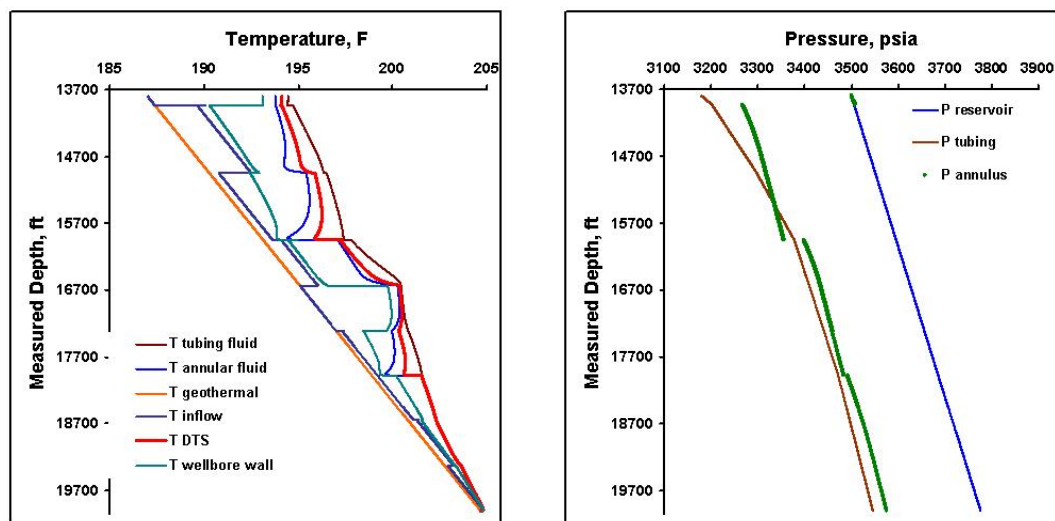 Temperature, F
185 190 195 200 205
13700
14700
15700
16700
17700
18700
19700
Measured Depth, ft
T tubing fluid
T annular fluid
T geothermal
T inflow
T DTS
T wellbore wall
Pressure, psia
3100 3200 3300 3400 3500 3600 3700 3800 3900
13700
14700
15700
16700
17700
18700
19700
Measured Depth, ft
P reservoir
P tubing
P annulus